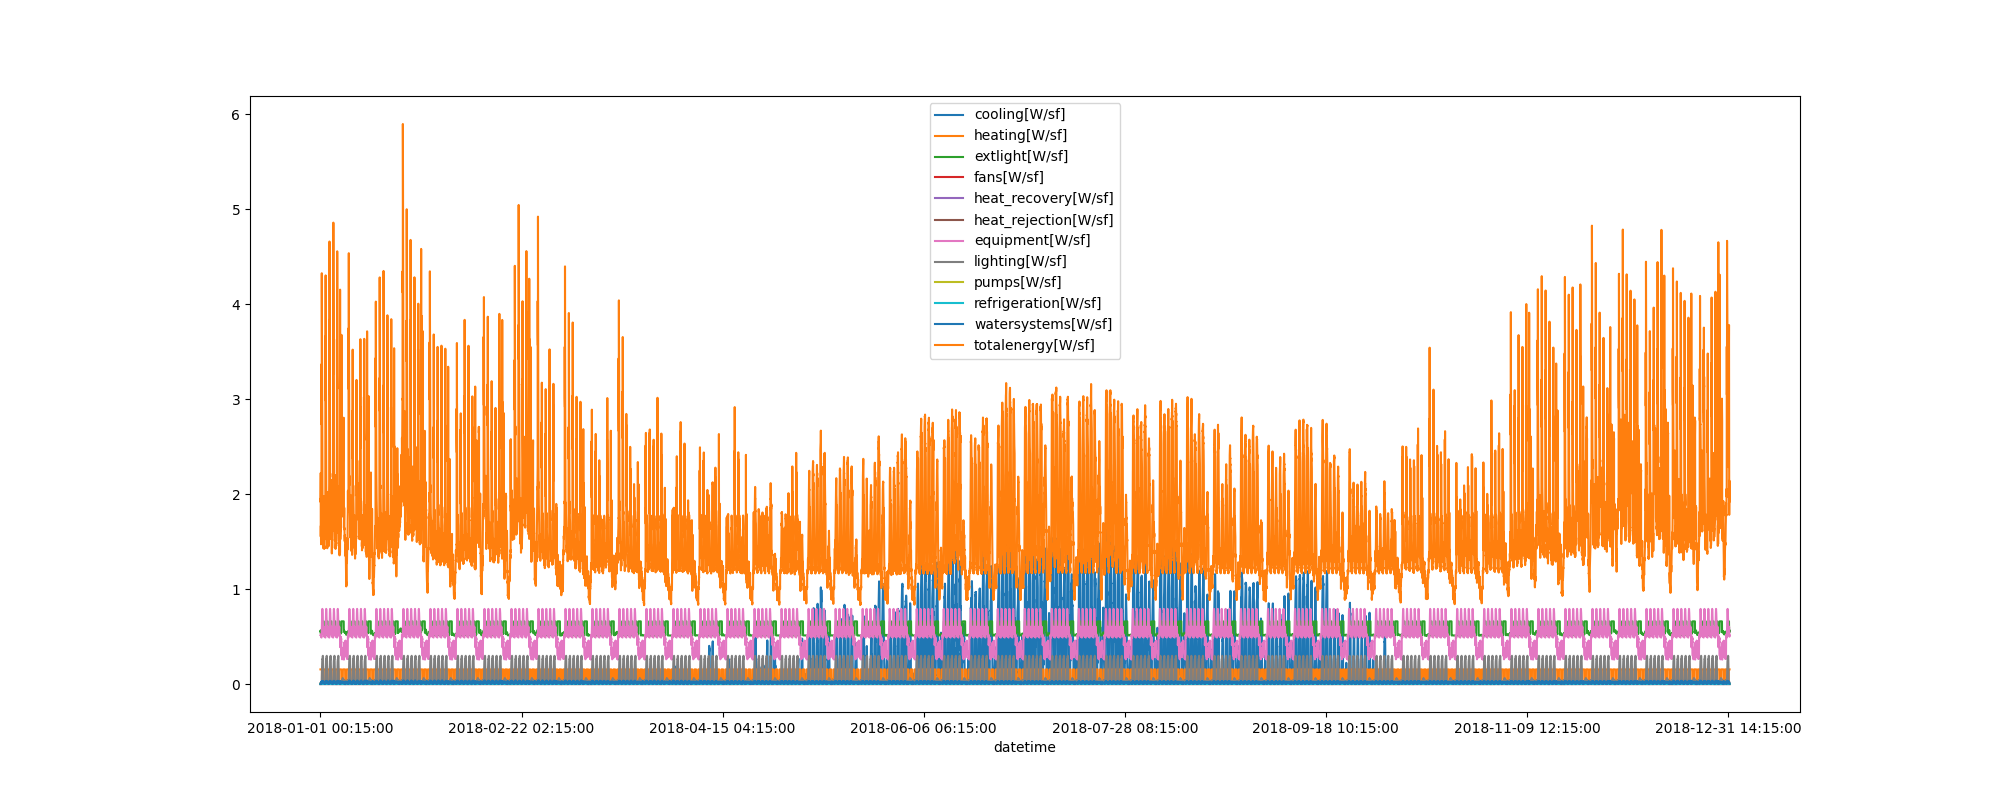 6
5
4
3
2
1
0
cooling[W/sf]
heating[W/sf]
extlight[W/sf]
fans[W/sf]
heat_recovery[W/sf]
heat_rejection[W/sf]
equipment[W/sf]
lighting[W/sf]
pumps[W/sf]
refrigeration[W/sf]
watersystems[W/sf]
totalenergy[W/sf]
2018-01-01 00:15:00 2018-02-22 02:15:00 2018-04-15 04:15:00 2018-06-06 06:15:00 2018-07-28 08:15:00 2018-09-18 10:15:00 2018-11-09 12:15:00 2018-12-31 14:15:00
datetime